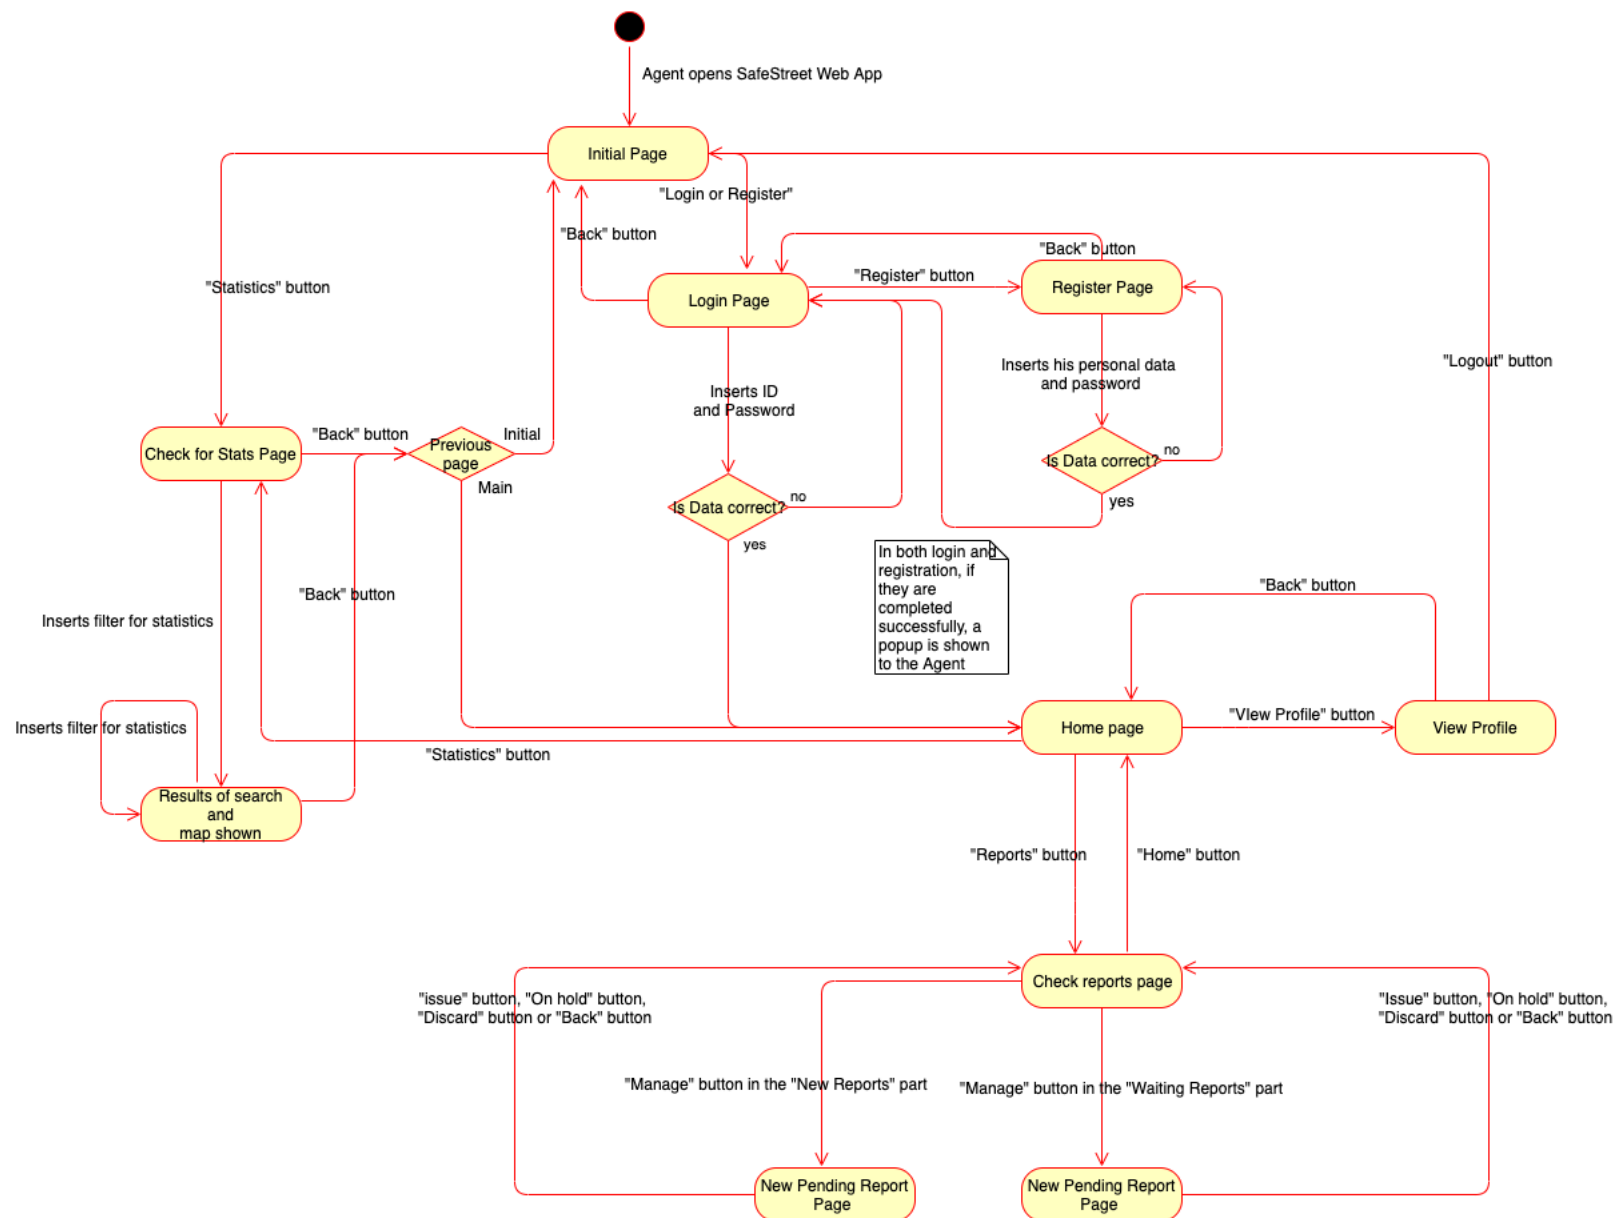 Agent opens SafeStreet Web App
Initial Page
"Login or Register"
"Back" button
"Back" button
"Register" button
"Statistics" button
Login Page
Register Page
"Logout" button
Inserts his personal data
and password
Inserts ID
and Password
"Back" button
Initial
Previous
page
Check for Stats Page
Main
Is Data correct?
no
yes
Is Data correct?
no
yes
In both login and
registration, if
they are
completed
successfully, a
popup is shown
to the Agent
"Back" button
"Back" button
Inserts filter for statistics
Inserts filter for statistics
"VIew Profile" button
Home page
View Profile
"Statistics" button
Results of search
and
map shown
"Reports" button
"Home" button
Check reports page
"issue" button, "On hold" button,
"Discard" button or "Back" button
"Issue" button, "On hold" button,
"Discard" button or "Back" button
"Manage" button in the "New Reports" part
"Manage" button in the "Waiting Reports" part
New Pending Report
Page
New Pending Report
Page